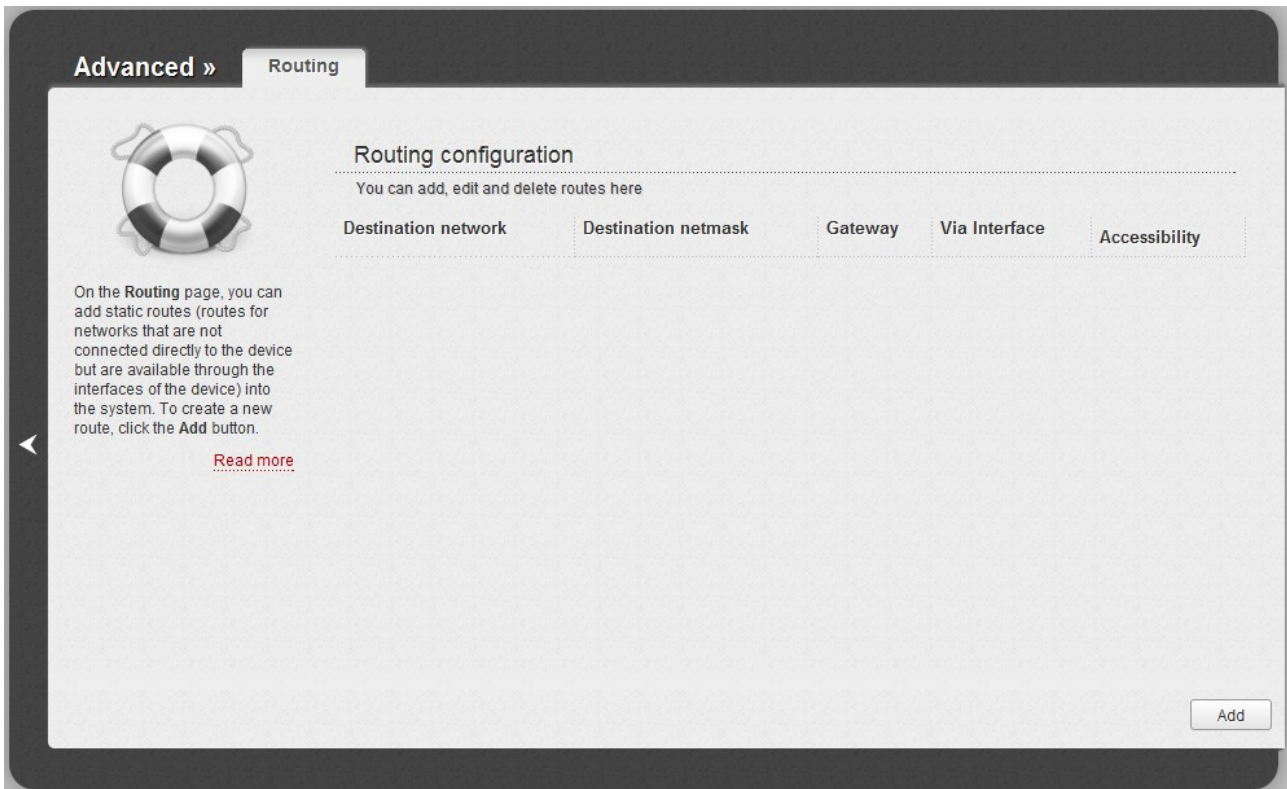 Advanced »
Routing
Routing configuration
You can add, edit and delete routes here
Destination network
Destination netmask
Gateway
Via Interface
Accessibility
On the Routing page, you can
add static routes (routes for
networks that are not
connected directly to the device
but are available through the
interfaces of the device) into
the system. To create a new
route, click the Add button.
Read more
Add